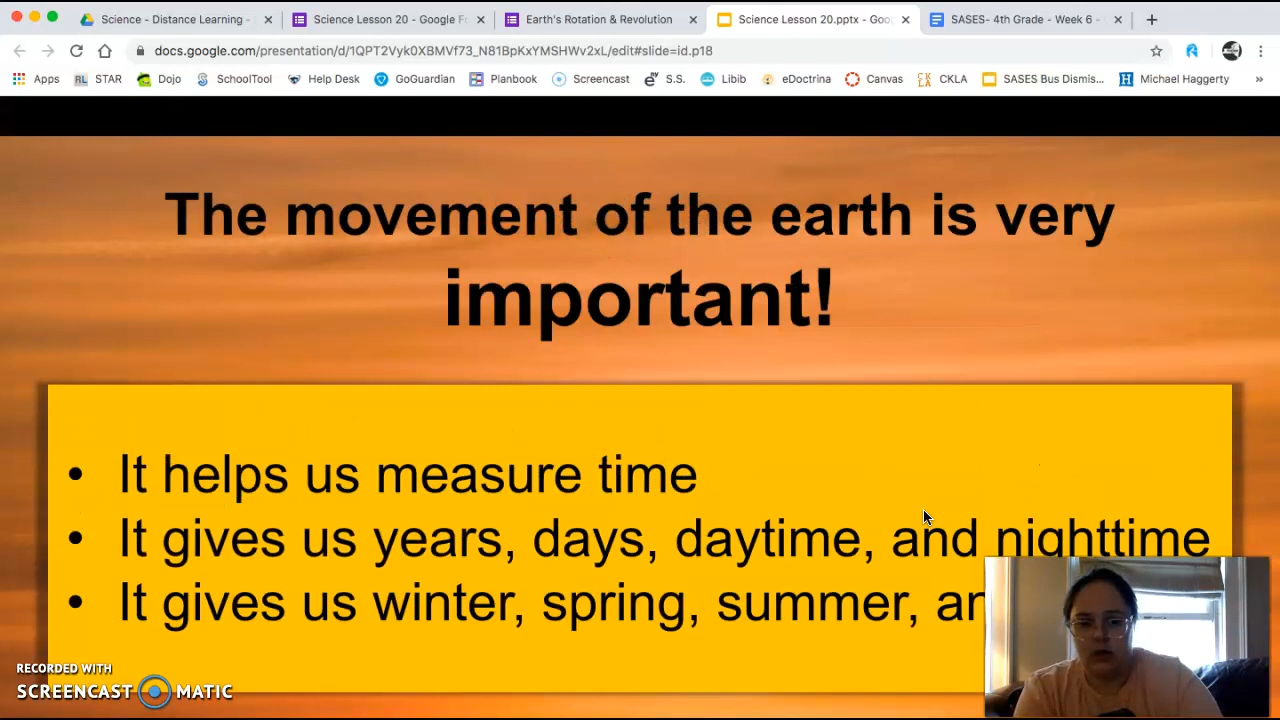 Science - Distance Learning -
Science Lesson 20 - Google Fo
Earth's Rotation & Revolution
Science Lesson 20.pptx - Goo
SASES- 4th Grade - Week 6 -
docs.google.com/presentation/d/1QPT2Vyk0XBMVf73_N81BpKxYMSHWv2xL/edit#slide=id.p18
Apps
RL STAR
Dojo
SchoolTool
Help Desk
GoGuardian
Planbook
Screencast
S.S.
Libib
eDoctrina
Canvas
CKLA
SASES Bus Dismis...
Michael Haggerty
»
The movement of the earth is very
important!
• It helps us measure time
• It gives us years, days, daytime, and nighttime
• It gives us winter, spring, summer, an
RECORDED WITH
SCREENCAST MATIC